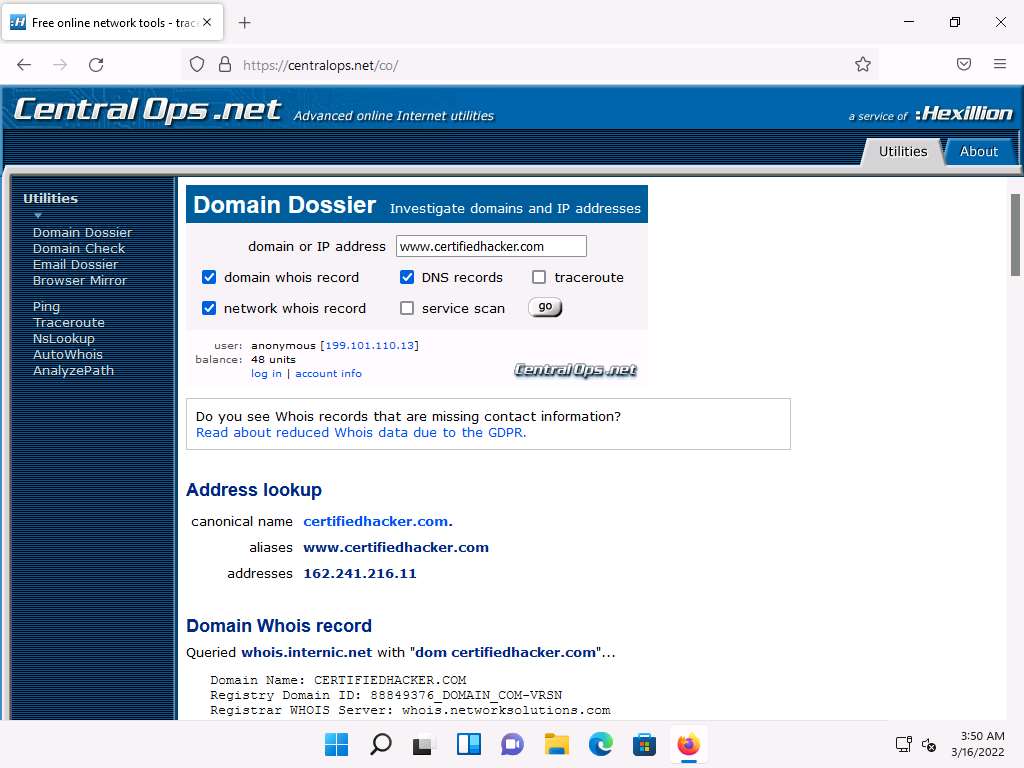 Free online network tools - trac
https://centralops.net/co/
Central Ops .net Advanced online Internet utilities
a service of :Hexillion
Utilities About
Utilities
Domain Dossier
Domain Check
Email Dossier
Browser Mirror
Ping
Traceroute
NsLookup
AutoWhois
AnalyzePath
Domain Dossier Investigate domains and IP addresses
domain or IP address www.certifiedhacker.com
domain whois record DNS records traceroute
network whois record service scan go
user: anonymous [199.101.110.13]
balance: 48 units
log in | account info
CentralOps.net
Do you see Whois records that are missing contact information?
Read about reduced Whois data due to the GDPR.
Address lookup
canonical name certifiedhacker.com.
aliases www.certifiedhacker.com
addresses 162.241.216.11
Domain Whois record
Queried whois.internic.net with "dom certifiedhacker.com"...
Domain Name: CERTIFIEDHACKER.COM
Registry Domain ID: 88849376_DOMAIN_COM-VRSN
Registrar WHOIS Server: whois.networksolutions.com
3:50 AM
3/16/2022